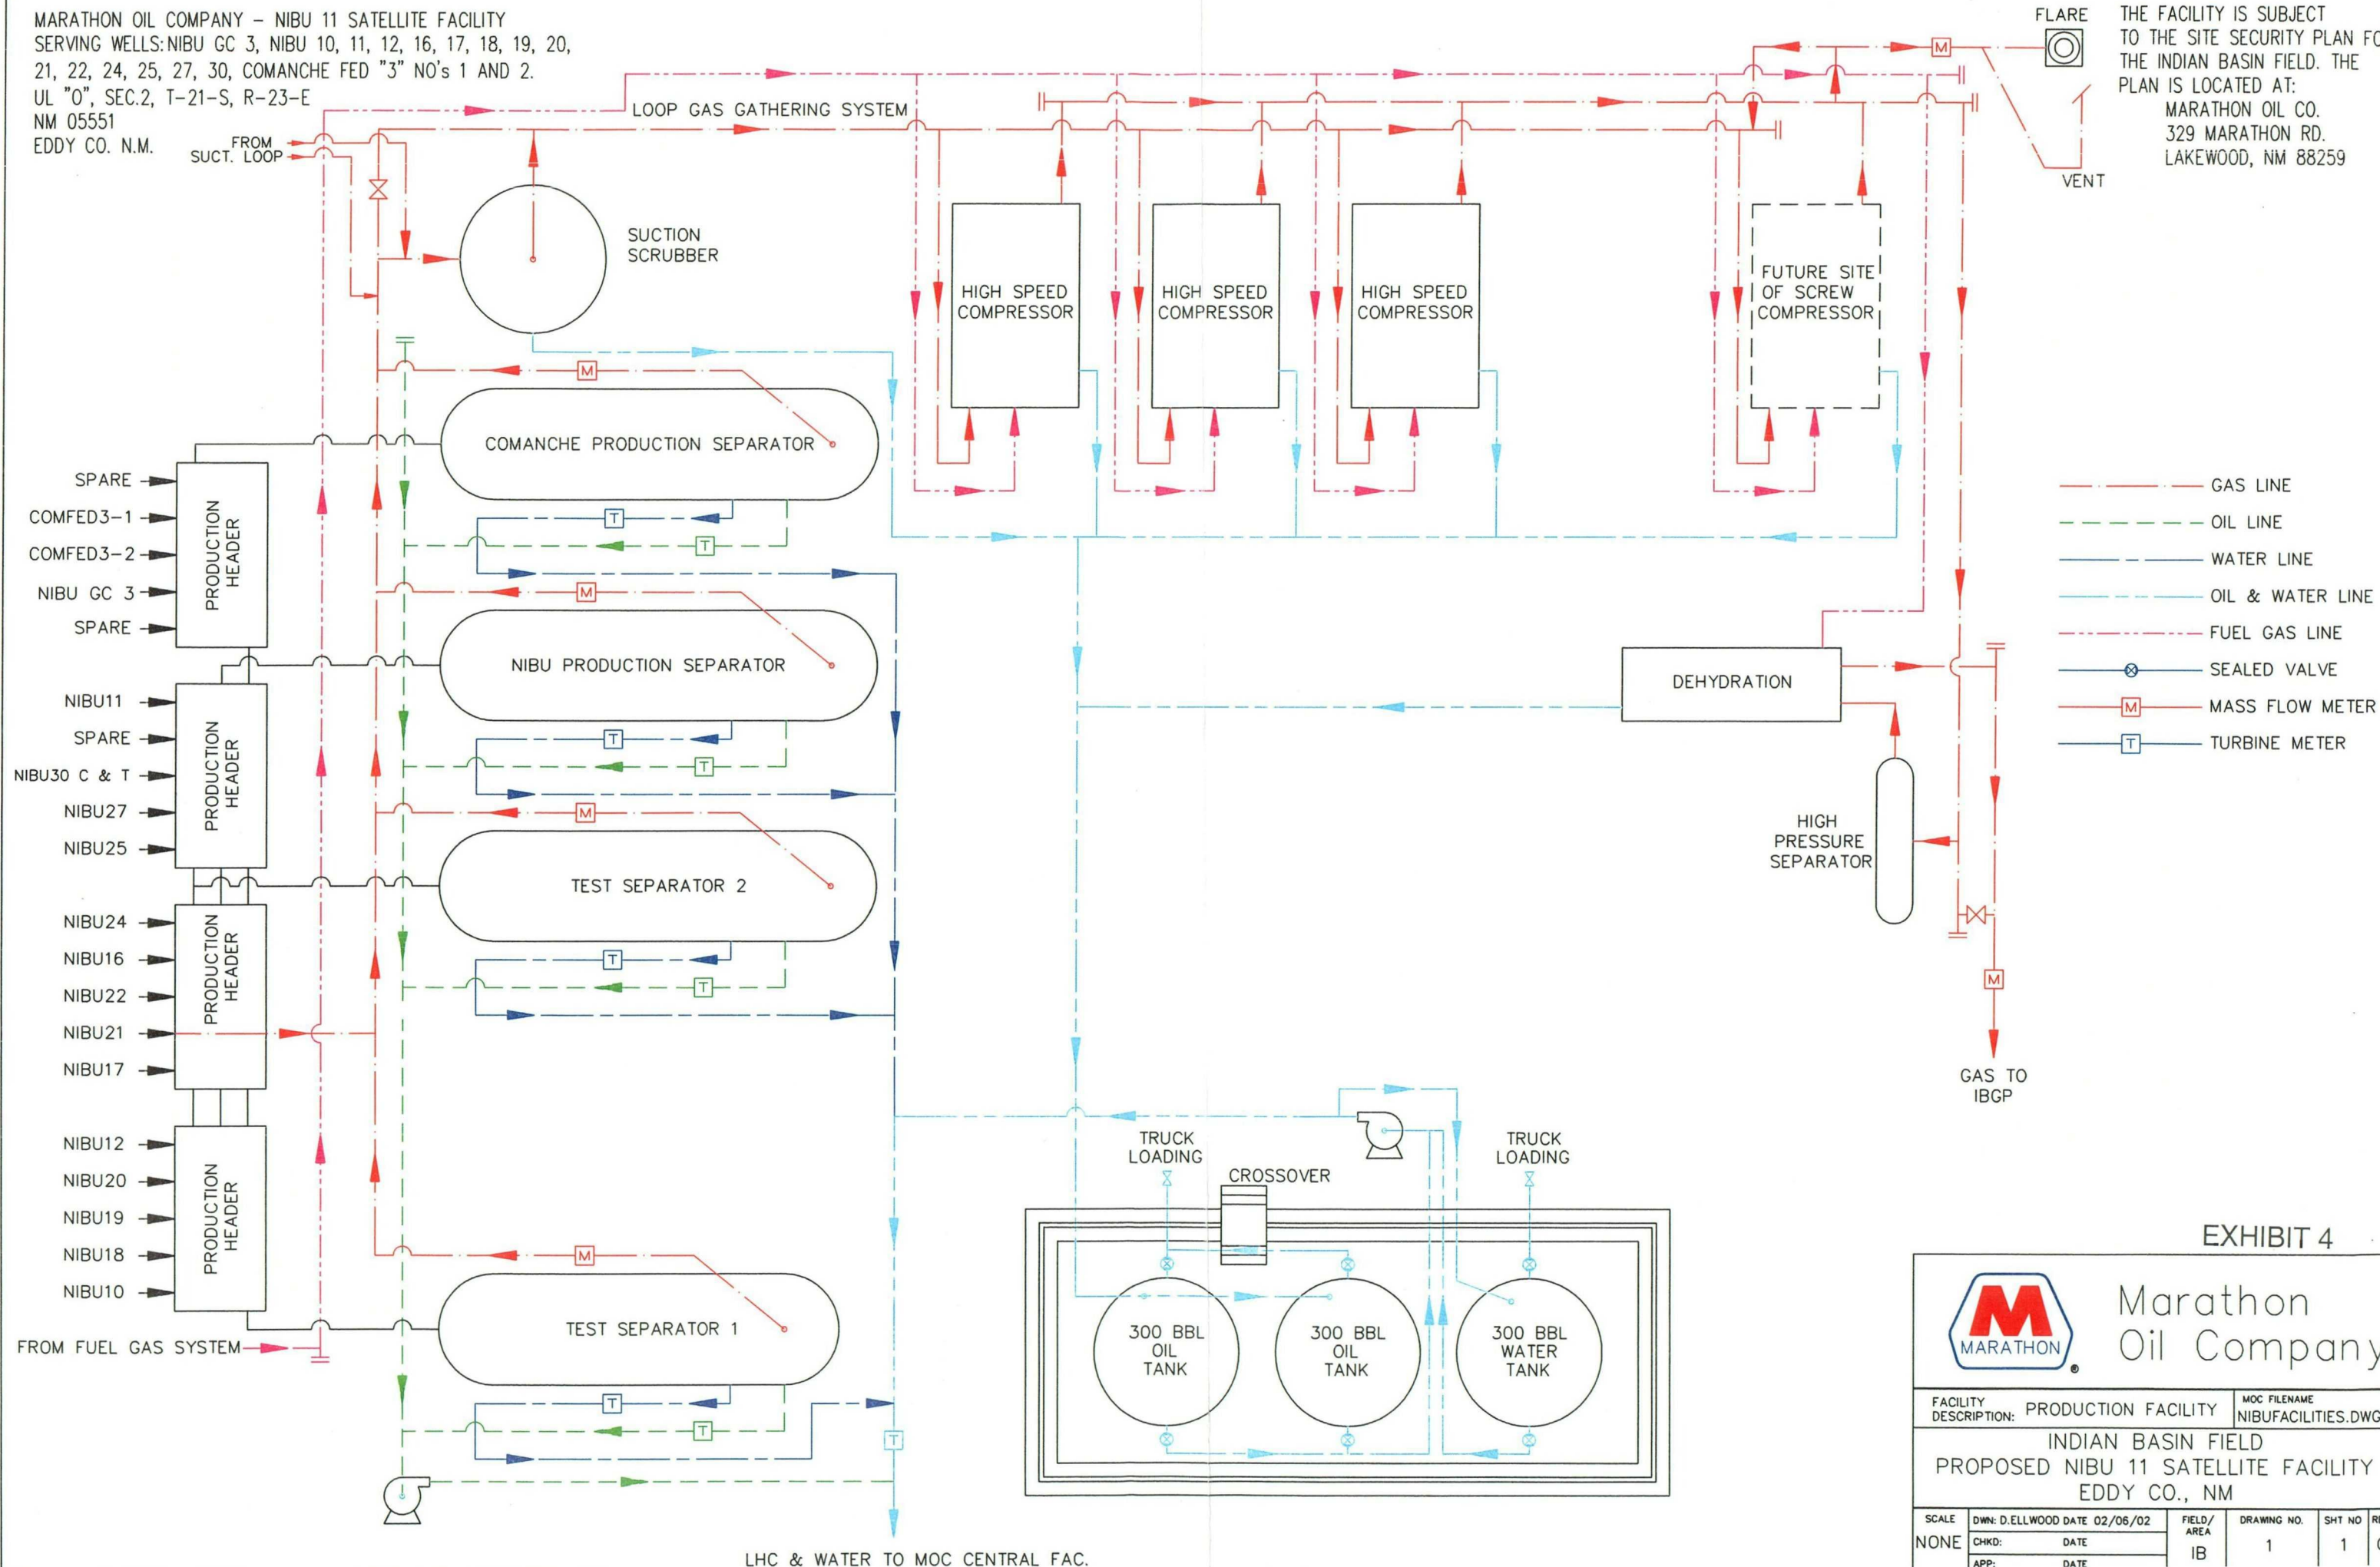 MARATHON OIL COMPANY – NIBU 11 SATELLITE FACILITY
SERVING WELLS: NIBU GC 3, NIBU 10, 11, 12, 16, 17, 18, 19, 20,
21, 22, 24, 25, 27, 30, COMANCHE FED "3" NO's 1 AND 2.
UL "O", SEC.2, T-21-S, R-23-E
NM 05551
EDDY CO. N.M.
FROM
SUCT. LOOP
LOOP GAS GATHERING SYSTEM
FLARE
M
VENT
THE FACILITY IS SUBJECT
TO THE SITE SECURITY PLAN
THE INDIAN BASIN FIELD. THE
PLAN IS LOCATED AT:
MARATHON OIL CO.
329 MARATHON RD.
LAKEWOOD, NM 88259
SUCTION
SCRUBBER
HIGH SPEED
COMPRESSOR
HIGH SPEED
COMPRESSOR
HIGH SPEED
COMPRESSOR
FUTURE SITE
OF SCREW
COMPRESSOR
M
COMANCHE PRODUCTION SEPARATOR
T
T
SPARE
COMFED3-1
COMFED3-2
NIBU GC 3
SPARE
PRODUCTION
HEADER
M
NIBU PRODUCTION SEPARATOR
T
T
NIBU11
SPARE
NIBU30 C & T
NIBU27
NIBU25
PRODUCTION
HEADER
M
TEST SEPARATOR 2
T
T
NIBU24
NIBU16
NIBU22
NIBU21
NIBU17
PRODUCTION
HEADER
NIBU12
NIBU20
NIBU19
NIBU18
NIBU10
PRODUCTION
HEADER
M
TEST SEPARATOR 1
T
T
FROM FUEL GAS SYSTEM
T
LHC & WATER TO MOC CENTRAL FAC.
GAS LINE
OIL LINE
WATER LINE
OIL & WATER LINE
FUEL GAS LINE
SEALED VALVE
M MASS FLOW METER
T TURBINE METER
DEHYDRATION
HIGH
PRESSURE
SEPARATOR
M
GAS TO
IBGP
TRUCK
LOADING
CROSSOVER
TRUCK
LOADING
300 BBL
OIL
TANK
300 BBL
OIL
TANK
300 BBL
WATER
TANK
EXHIBIT 4
M
MARATHON
®
Marathon
Oil Company
FACILITY
DESCRIPTION: PRODUCTION FACILITY
MOC FILENAME
NIBUFACILITIES.DWG
INDIAN BASIN FIELD
PROPOSED NIBU 11 SATELLITE FACILITY
EDDY CO., NM
SCALE
NONE
DWN: D.ELLWOOD DATE 02/06/02
CHKD: DATE
APP: DATE
FIELD/
AREA
IB
DRAWING NO.
1
SHT NO
1